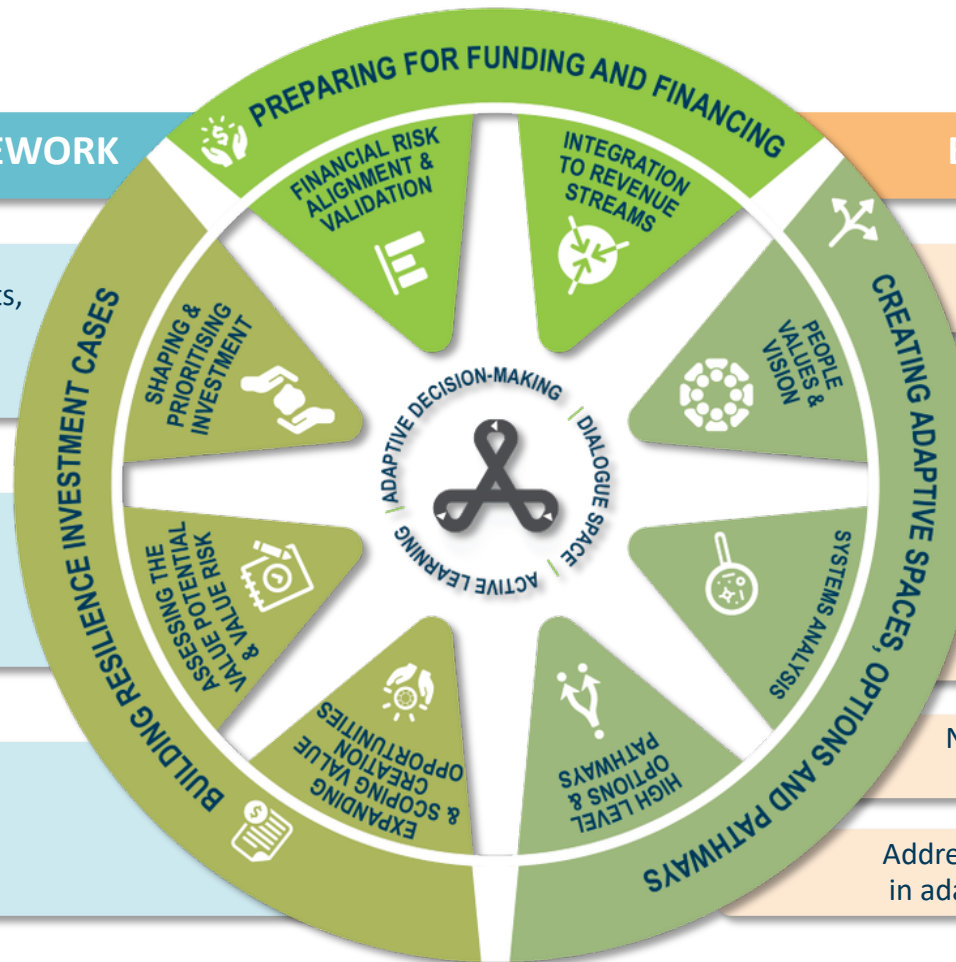 PREPARING FOR FUNDING AND FINANCING
EWORK
E
FINANCIAL RISK
ALIGNMENT &
VALIDATION
INTEGRATION
TO REVENUE
STREAMS
ts,
CREATING ADAPTIVE SPACES, OPTIONS AND PATHWAYS
PEOPLE
VALUES &
VISION
SYSTEMS ANALYSIS
HIGH LEVEL
OPTIONS &
PATHWAYS
BUILDING RESILIENCE INVESTMENT CASES
EXPANDING
& SCOPING VALUE
CREATION
OPPORTUNITIES
ASSESSING THE
VALUE POTENTIAL
& VALUE RISK
SHAPING &
PRIORITISING
INVESTMENT
ADAPTIVE DECISION-MAKING
DIALOGUE SPACE
ACTIVE LEARNING
N
Addre
in ada